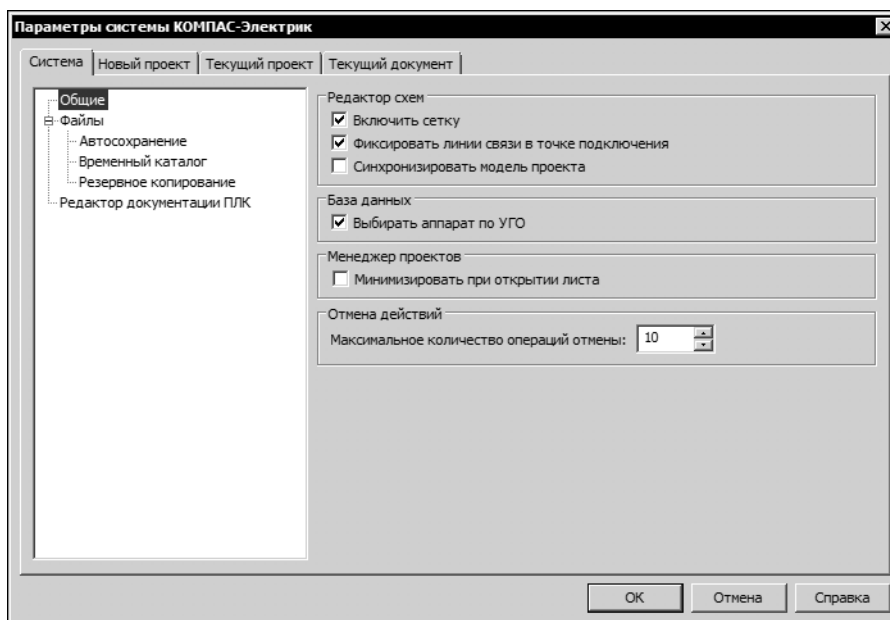 Параметры системы КОМПАС-Электрик
Система
Новый проект
Текущий проект
Текущий документ
Общие
Файлы
Автосохранение
Временный каталог
Резервное копирование
Редактор документации ПЛК
Редактор схем
Включить сетку
Фиксировать линии связи в точке подключения
Синхронизировать модель проекта
База данных
Выбирать аппарат по УГО
Менеджер проектов
Минимизировать при открытии листа
Отмена действий
Максимальное количество операций отмены: 10
ОК
Отмена
Справка